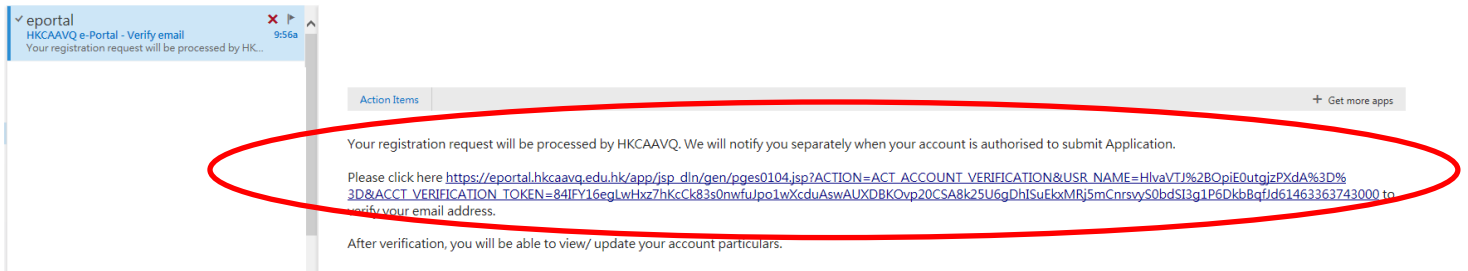 eportal
HKCAAVQ e-Portal - Verify email 9:56a
Your registration request will be processed by HK...
Action Items
+ Get more apps
Your registration request will be processed by HKCAAVQ. We will notify you separately when your account is authorised to submit Application.
Please click here https://eportal.hkcaavq.edu.hk/app/jsp_dln/gen/pges0104.jsp?ACTION=ACT_ACCOUNT_VERIFICATION&USR_NAME=HlvaVTJ%2BOpiE0utgjzPXdA%3D%
3D&ACCT_VERIFICATION_TOKEN=84IFY16egLwHxz7hKcCk83s0nwfuJpo1wXcduAswAUXDBKOvp20CSA8k25U6gDhISuEkxMRj5mCnrsvyS0bdSI3g1P6DkbBqfJd61463363743000 to
verify your email address.
After verification, you will be able to view/ update your account particulars.